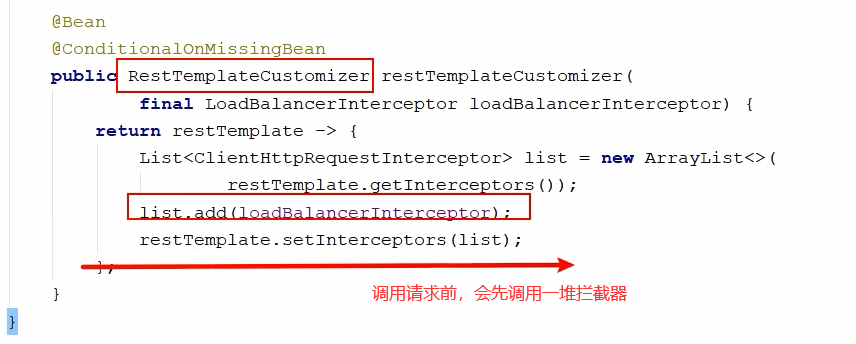 @Bean
@ConditionalOnMissingBean
public RestTemplateCustomizer restTemplateCustomizer(
final LoadBalancerInterceptor loadBalancerInterceptor) {
return restTemplate -> {
List<ClientHttpRequestInterceptor> list = new ArrayList<>(
restTemplate.getInterceptors());
list.add(loadBalancerInterceptor);
restTemplate.setInterceptors(list);
};
调用请求前，会先调用一堆拦截器
}
}